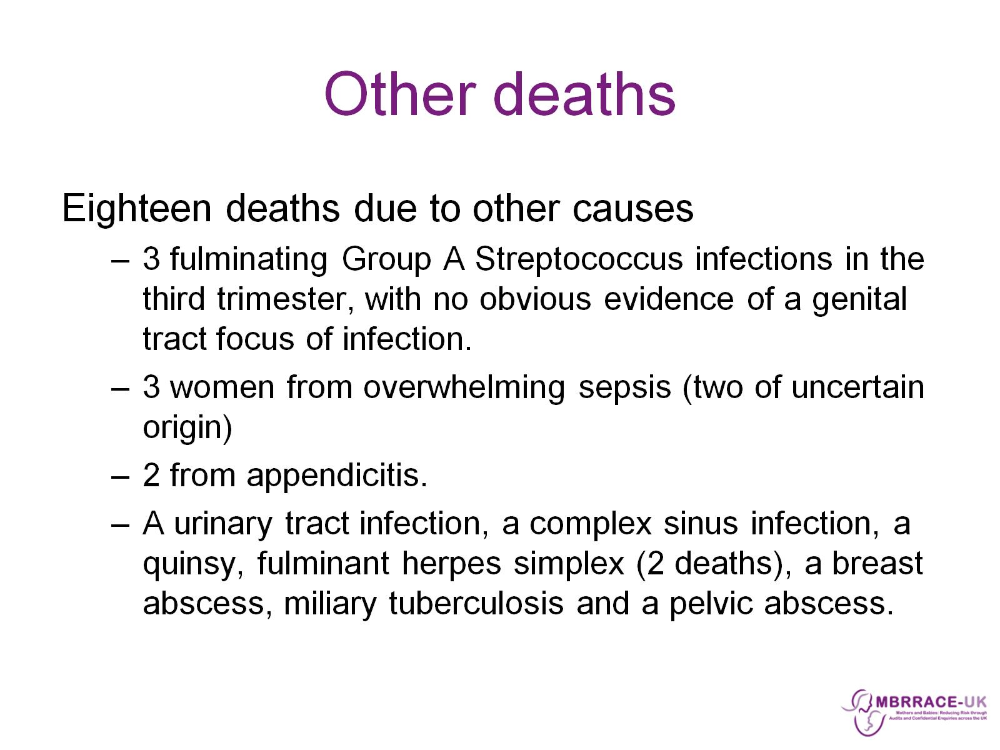 Other deaths
Eighteen deaths due to other causes
– 3 fulminating Group A Streptococcus infections in the
third trimester, with no obvious evidence of a genital
tract focus of infection.
– 3 women from overwhelming sepsis (two of uncertain
origin)
– 2 from appendicitis.
– A urinary tract infection, a complex sinus infection, a
quinsy, fulminant herpes simplex (2 deaths), a breast
abscess, miliary tuberculosis and a pelvic abscess.
MBRRACE-UK
Mothers and Babies: Reducing Risk through
Audits and Confidential Enquiries across the UK